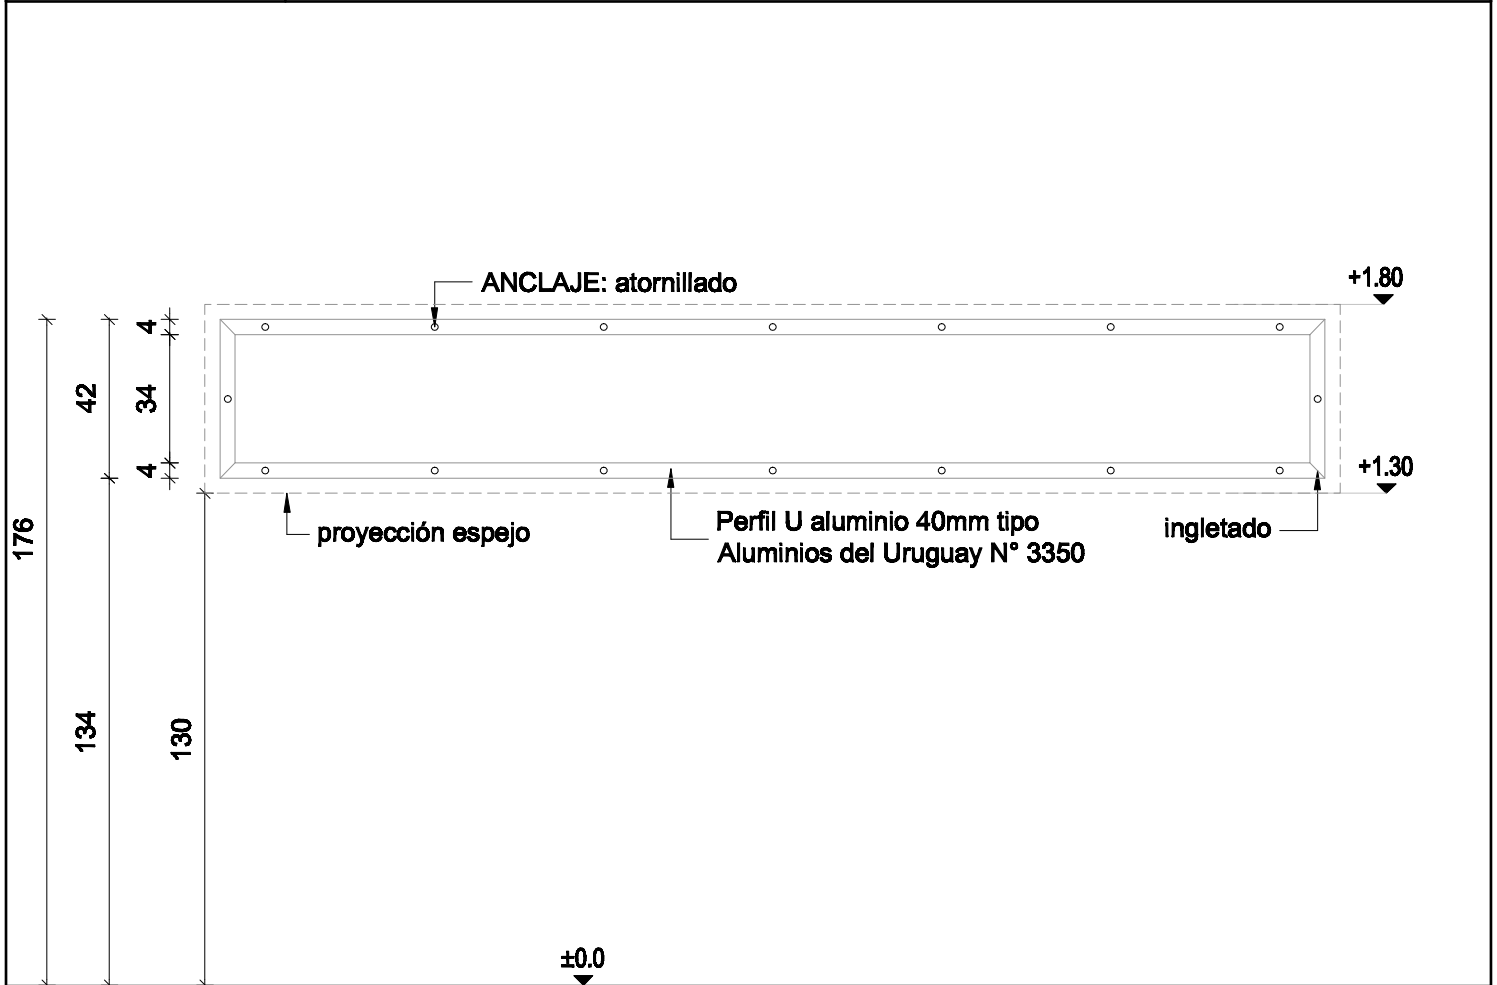 ANCLAJE: atornillado
+1.80
4
42
34
4
+1.30
176
proyección espejo
Perfil U aluminio 40mm tipo
Aluminios del Uruguay N° 3350
ingletado
134
130
±0.0